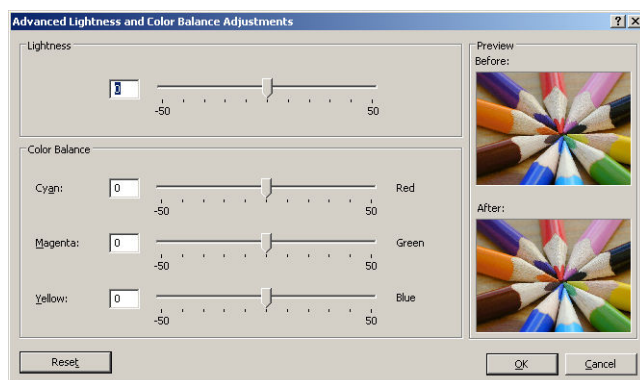 Advanced Lightness and Color Balance Adjustments
Lightness
0
-50 50
Color Balance
Cyan: 0 Red
-50 50
Magenta: 0 Green
-50 50
Yellow: 0 Blue
-50 50
Preview
Before:
After:
Reset
OK Cancel